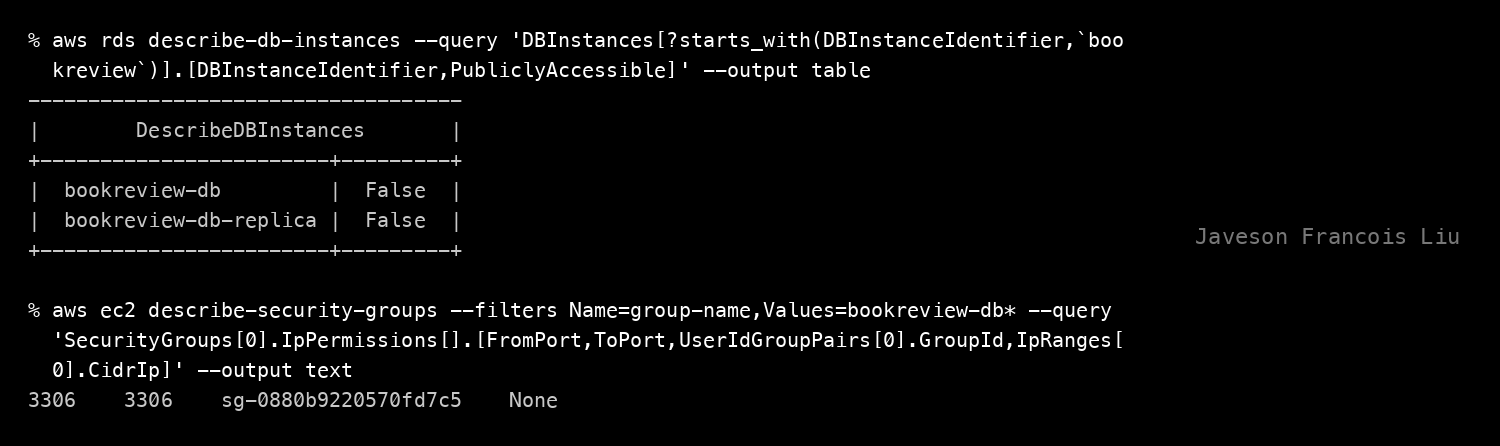 % aws rds describe-db-instances --query 'DBInstances[?starts_with(DBInstanceIdentifier,`boo
kreview`)].[DBInstanceIdentifier,PubliclyAccessible]' --output table
------------------------------------
|        DescribeDBInstances       |
+------------------------+---------+
|  bookreview-db         |  False  |
|  bookreview-db-replica |  False  |
+------------------------+---------+
Javeson Francois Liu
% aws ec2 describe-security-groups --filters Name=group-name,Values=bookreview-db* --query
'SecurityGroups[0].IpPermissions[].[FromPort,ToPort,UserIdGroupPairs[0].GroupId,IpRanges[
0].CidrIp]' --output text
3306    3306    sg-0880b9220570fd7c5    None